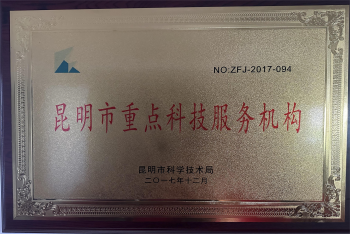 NO:ZFJ-2017-094
昆明市重点科技服务机构
昆明市科学技术局
二〇一七年十二月